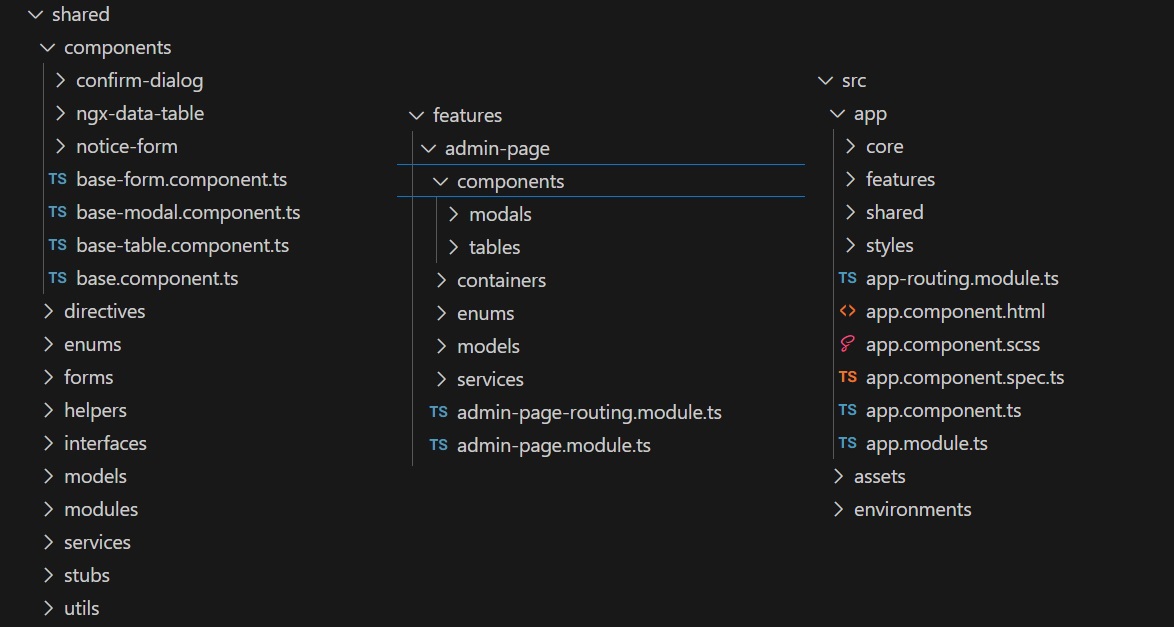 shared
components
confirm-dialog
ngx-data-table
notice-form
TS base-form.component.ts
TS base-modal.component.ts
TS base-table.component.ts
TS base.component.ts
directives
enums
forms
helpers
interfaces
models
modules
services
stubs
utils
features
admin-page
components
modals
tables
containers
enums
models
services
TS admin-page-routing.module.ts
TS admin-page.module.ts
src
app
core
features
shared
styles
TS app-routing.module.ts
<> app.component.html
app.component.scss
TS app.component.spec.ts
TS app.component.ts
TS app.module.ts
assets
environments